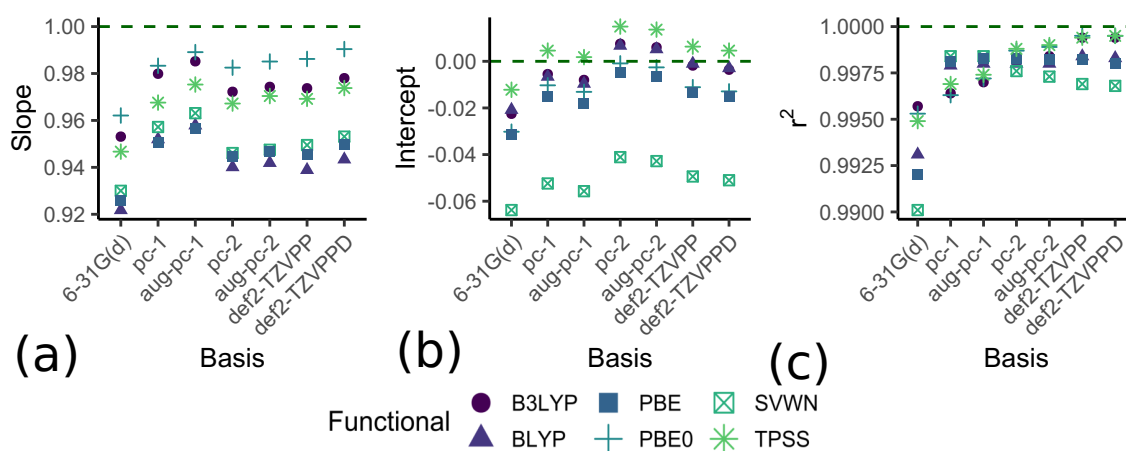 Slope
1.00
0.98
0.96
0.94
0.92
6-31G(d)
pc-1
aug-pc-1
pc-2
aug-pc-2
def2-TZVPP
def2-TZVPPD
Basis
(a)
Intercept
0.00
-0.02
-0.04
-0.06
6-31G(d)
pc-1
aug-pc-1
pc-2
aug-pc-2
def2-TZVPP
def2-TZVPPD
Basis
(b)
r²
1.0000
0.9975
0.9950
0.9925
0.9900
6-31G(d)
pc-1
aug-pc-1
pc-2
aug-pc-2
def2-TZVPP
def2-TZVPPD
Basis
(c)
Functional
B3LYP
PBE
SVWN
BLYP
PBE0
TPSS